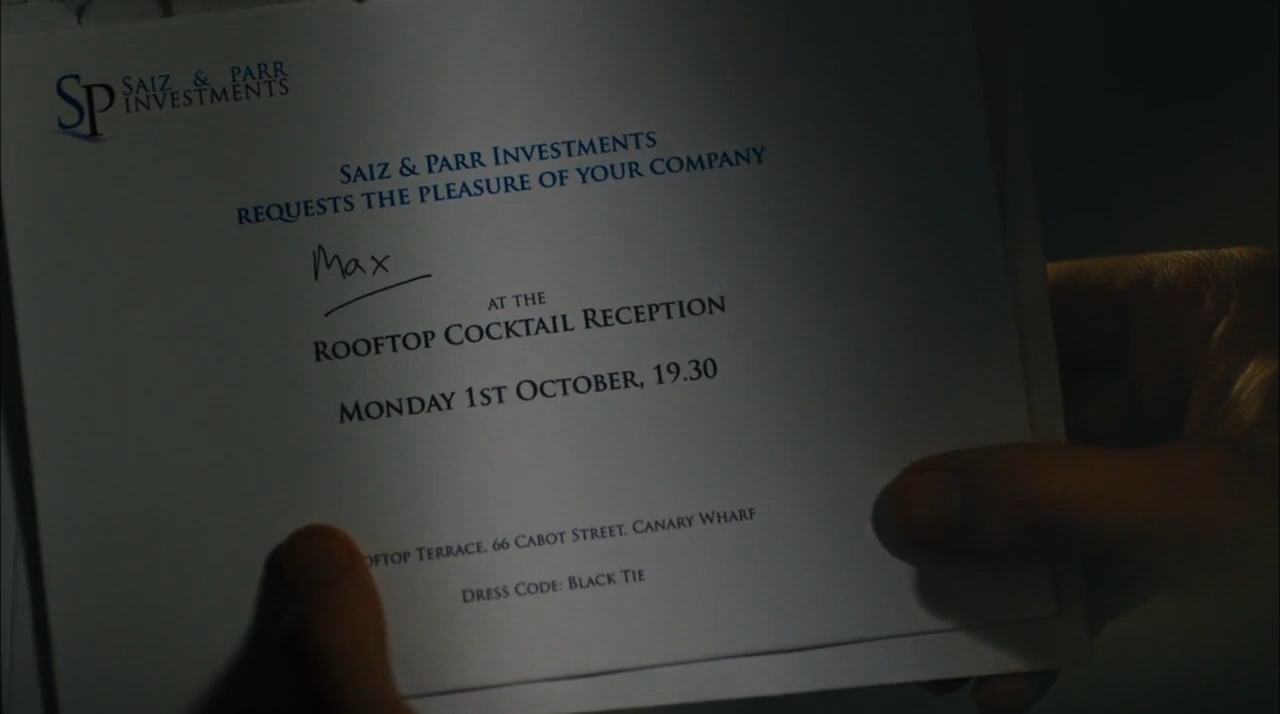 SP SAIZ & PARR
INVESTMENTS
SAIZ & PARR INVESTMENTS
REQUESTS THE PLEASURE OF YOUR COMPANY
Max
AT THE
ROOFTOP COCKTAIL RECEPTION
MONDAY 1ST OCTOBER, 19.30
TERRACE, 66 CABOT STREET, CANARY WHARF
DRESS CODE: BLACK TIE